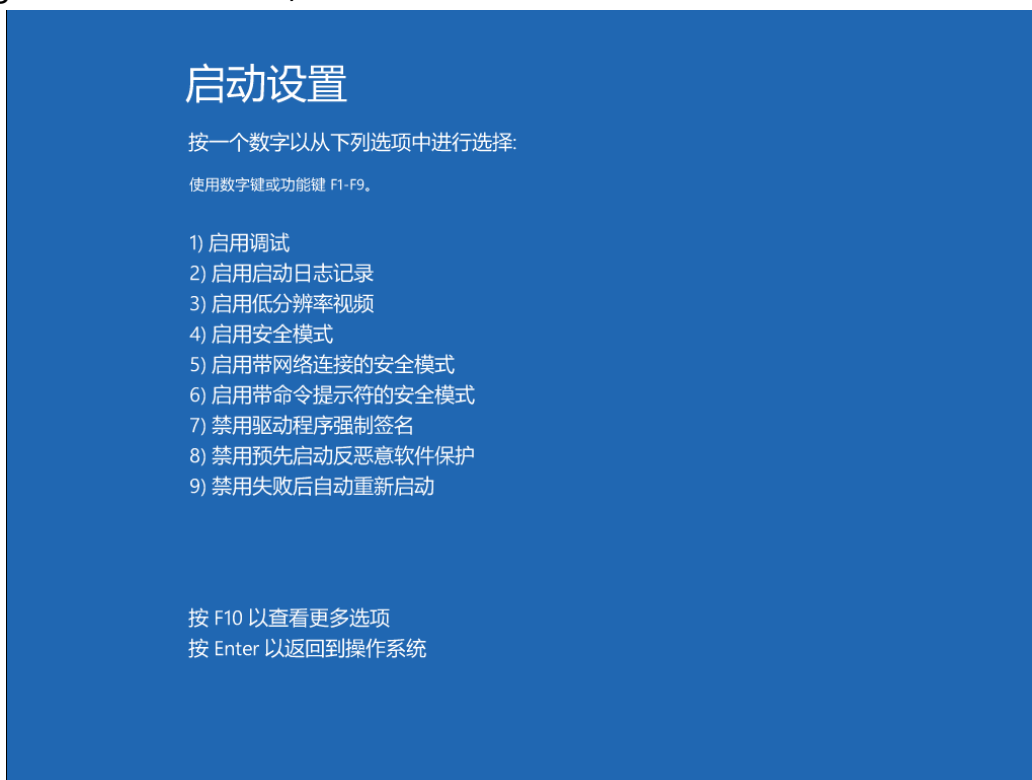 启动设置
按一个数字以从下列选项中进行选择:
使用数字键或功能键 F1-F9。
1) 启用调试
2) 启用启动日志记录
3) 启用低分辨率视频
4) 启用安全模式
5) 启用带网络连接的安全模式
6) 启用带命令提示符的安全模式
7) 禁用驱动程序强制签名
8) 禁用预先启动反恶意软件保护
9) 禁用失败后自动重新启动
按 F10 以查看更多选项
按 Enter 以返回到操作系统